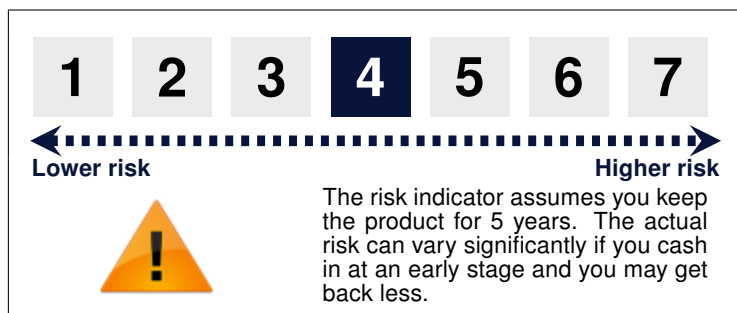 1 2 3 4 5 6 7
Lower risk Higher risk
The risk indicator assumes you keep
the product for 5 years. The actual
risk can vary significantly if you cash
in at an early stage and you may get
back less.
!